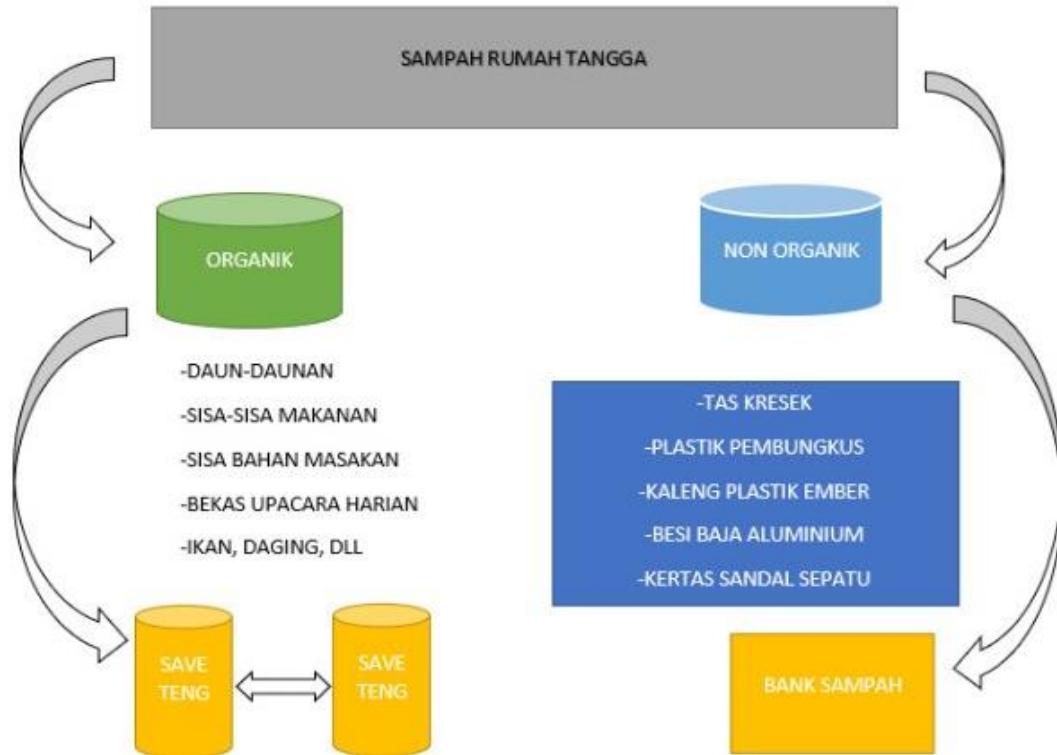 SAMPAH RUMAH TANGGA
ORGANIK
NON ORGANIK
-DAUN-DAUNAN
-SISA-SISA MAKANAN
-SISA BAHAN MASAKAN
-BEKAS UPACARA HARIAN
-IKAN, DAGING, DLL
-TAS KRESEK
-PLASTIK PEMBUNGKUS
-KALENG PLASTIK EMBER
-BESI BAJA ALUMINIUM
-KERTAS SANDAL SEPATU
SAVE
TENG
SAVE
TENG
BANK SAMPAH